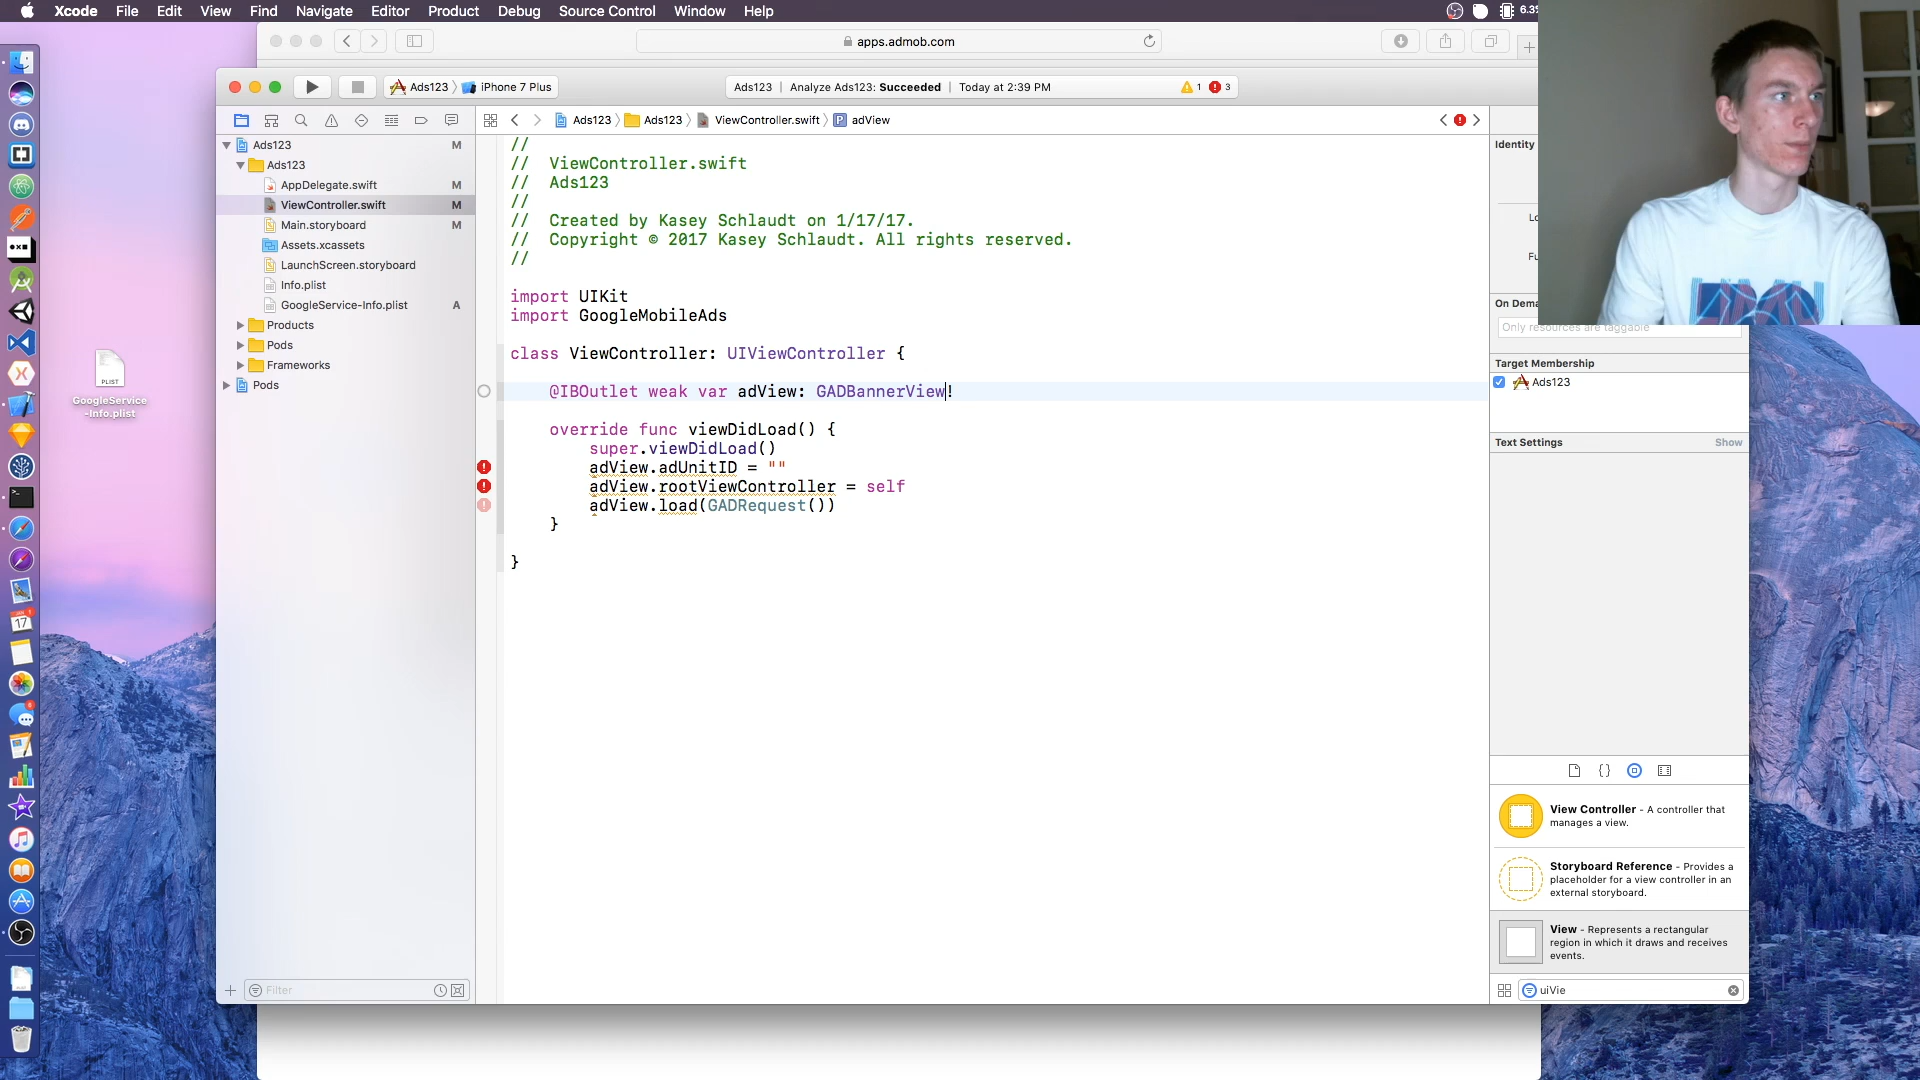 Xcode File Edit View Find Navigate Editor Product Debug Source Control Window Help 6.3%
apps.admob.com
Ads123 iPhone 7 Plus
Ads123 | Analyze Ads123: Succeeded | Today at 2:39 PM 1 3
Ads123 Ads123 ViewController.swift adView
Ads123 M
Ads123
AppDelegate.swift M
ViewController.swift M
Main.storyboard M
Assets.xcassets
LaunchScreen.storyboard
Info.plist
GoogleService-Info.plist A
Products
Pods
Frameworks
Pods
Filter
//
// ViewController.swift
// Ads123
//
// Created by Kasey Schlaudt on 1/17/17.
// Copyright © 2017 Kasey Schlaudt. All rights reserved.
//
import UIKit
import GoogleMobileAds
class ViewController: UIViewController {
@IBOutlet weak var adView: GADBannerView!
override func viewDidLoad() {
super.viewDidLoad()
adView.adUnitID = ""
adView.rootViewController = self
adView.load(GADRequest())
}
}
Identity
Lo
Fu
On Dema
Only resources are taggable
Target Membership
Ads123
Text Settings Show
View Controller - A controller that
manages a view.
Storyboard Reference - Provides a
placeholder for a view controller in an
external storyboard.
View - Represents a rectangular
region in which it draws and receives
events.
uiVie
PLIST
GoogleService
-Info.plist
JAN
17